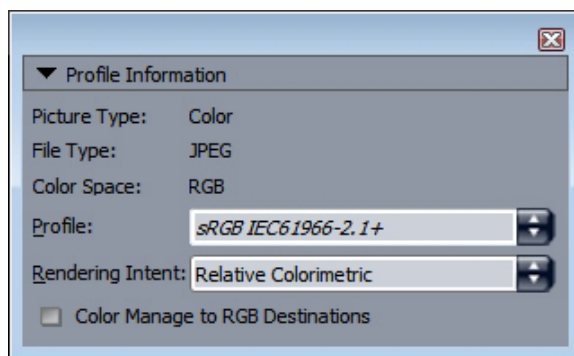 Profile Information
Picture Type: Color
File Type: JPEG
Color Space: RGB
Profile: sRGB IEC61966-2.1+
Rendering Intent: Relative Colorimetric
Color Manage to RGB Destinations